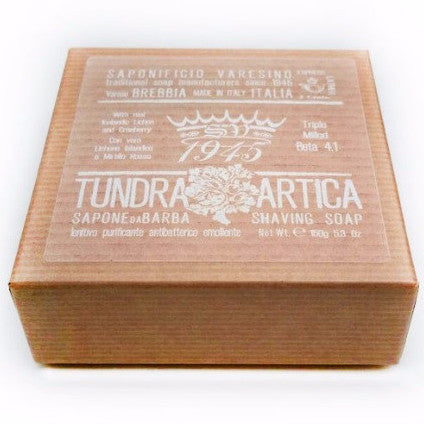 SAPONIFICIO VARESINO
traditional soap manufacturers since 1945
Varese BREBBIA MADE IN ITALY ITALIA
With real
Icelandic Lichen
and Cranberry
Con vero
Lichene Islandico
e Mirtillo Rosso
SV
1945
Triple
Milled
Beta 4.1
TUNDRA ARTICA
SAPONE DA BARBA SHAVING SOAP
lenitivo purificante antibatterico emolliente Net Wt. ℮ 150g 5.3 Oz